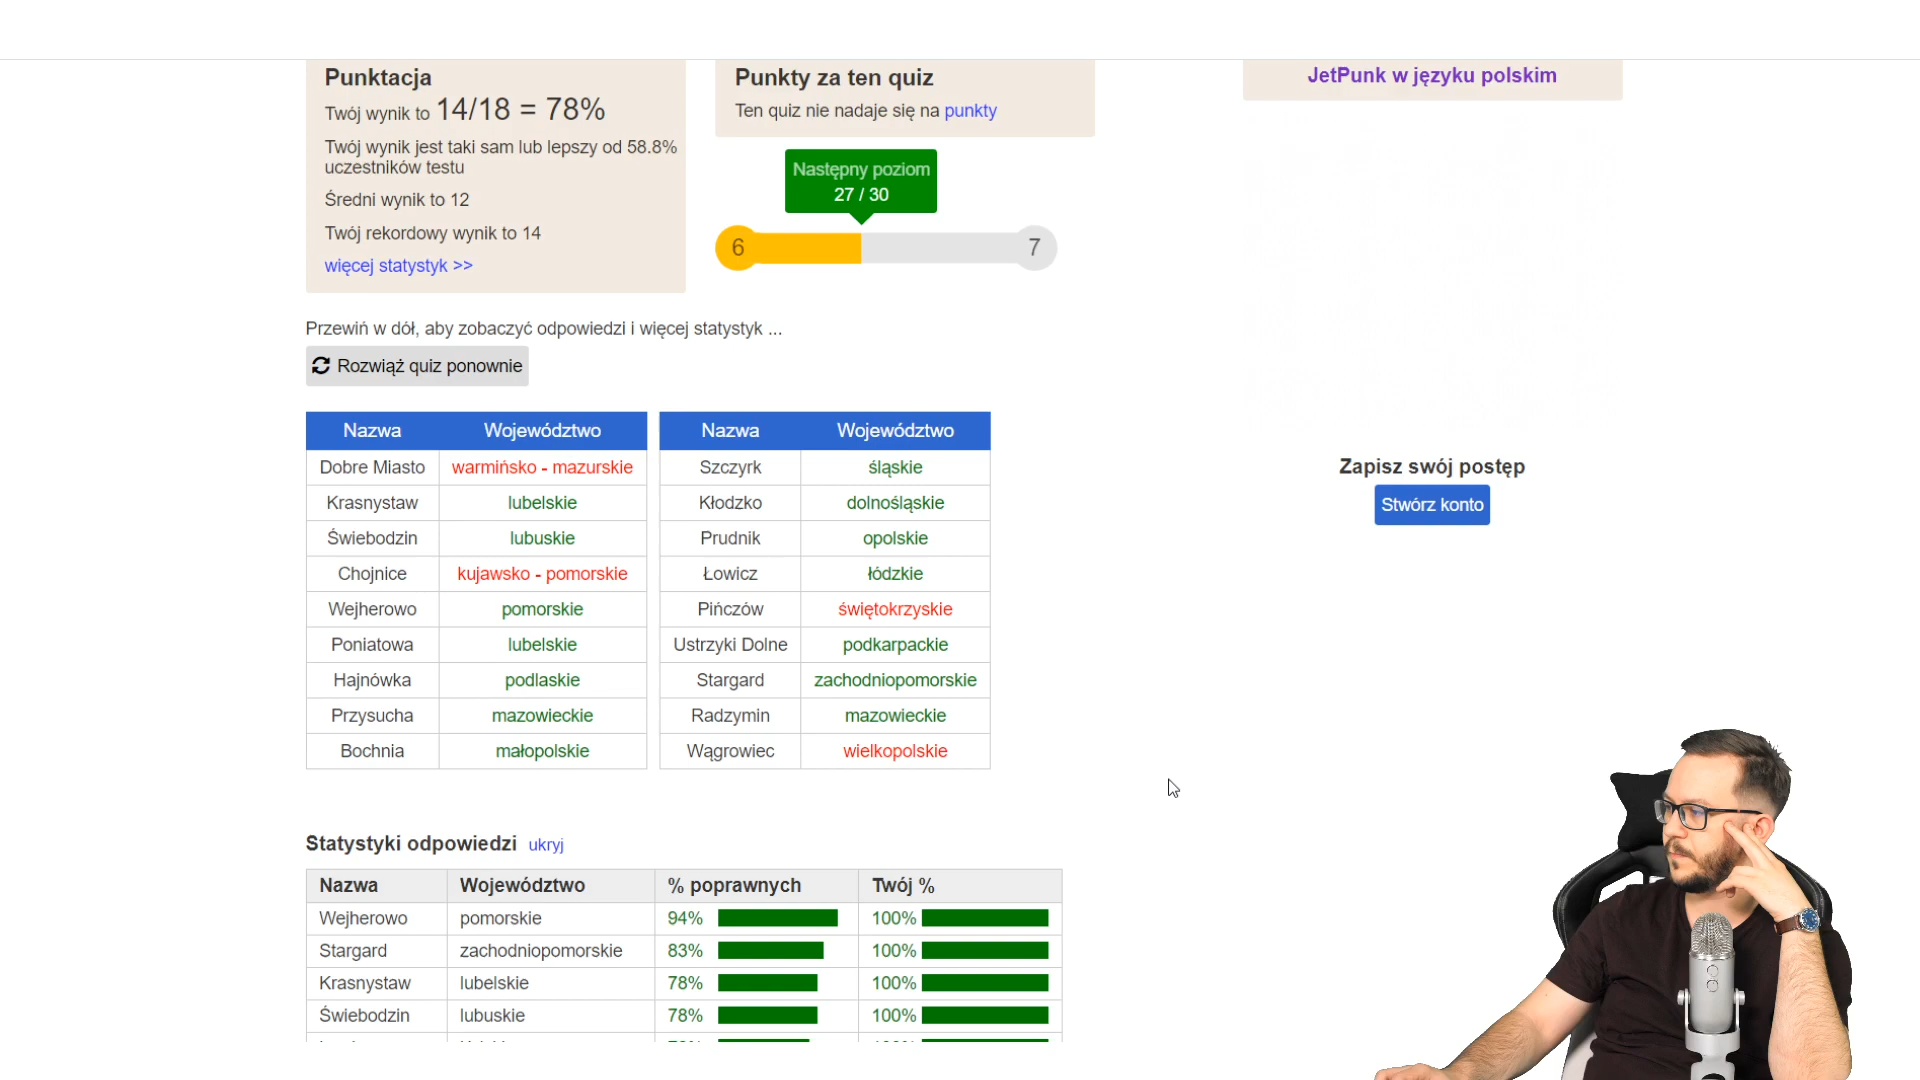 Punktacja
Twój wynik to 14/18 = 78%
Twój wynik jest taki sam lub lepszy od 58.8%
uczestników testu
Średni wynik to 12
Twój rekordowy wynik to 14
więcej statystyk >>
Punkty za ten quiz
Ten quiz nie nadaje się na punkty
Następny poziom
27 / 30
6 7
JetPunk w języku polskim
Przewiń w dół, aby zobaczyć odpowiedzi i więcej statystyk ...
Rozwiąż quiz ponownie
Nazwa Województwo
Dobre Miasto warmińsko - mazurskie
Krasnystaw lubelskie
Świebodzin lubuskie
Chojnice kujawsko - pomorskie
Wejherowo pomorskie
Poniatowa lubelskie
Hajnówka podlaskie
Przysucha mazowieckie
Bochnia małopolskie
Nazwa Województwo
Szczyrk śląskie
Kłodzko dolnośląskie
Prudnik opolskie
Łowicz łódzkie
Pińczów świętokrzyskie
Ustrzyki Dolne podkarpackie
Stargard zachodniopomorskie
Radzymin mazowieckie
Wągrowiec wielkopolskie
Zapisz swój postęp
Stwórz konto
Statystyki odpowiedzi ukryj
Nazwa Województwo % poprawnych Twój %
Wejherowo pomorskie 94% 100%
Stargard zachodniopomorskie 83% 100%
Krasnystaw lubelskie 78% 100%
Świebodzin lubuskie 78% 100%